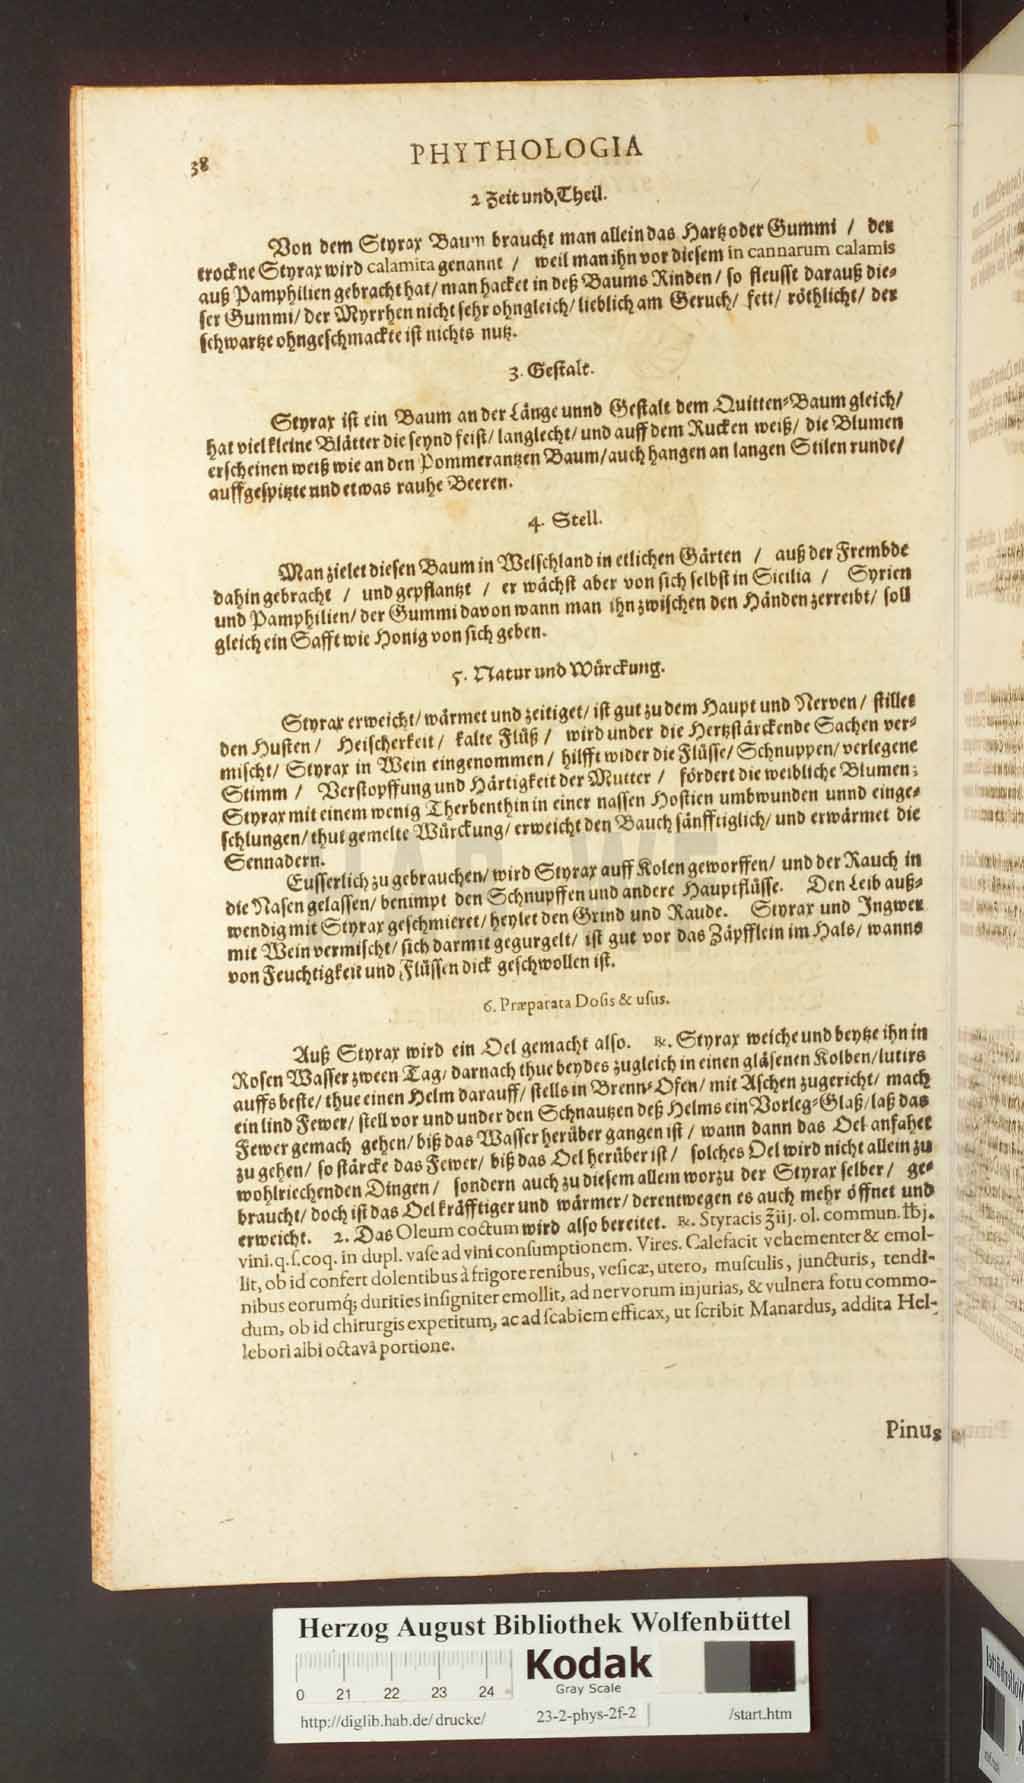 38
PHYTHOLOGIA
2 Zeit und Theil.
Von dem Styrax Baum braucht man allein das Hartz oder Gummi / der
trockne Styrax wird calamita genannt / weil man ihn vor diesem in cannarum calamis
auß Pamphilien gebracht hat / man hacket in deß Baums Rinden / so fleusse darauß die⸗
ser Gummi / der Myrrhen nicht sehr ohngleich / lieblich am Geruch / fett / röthlicht / der
schwartze ohngeschmackte ist nichts nutz.
3. Gestalt.
Styrax ist ein Baum an der Länge unnd Gestalt dem Quitten⸗Baum gleich /
hat viel kleine Blätter die seynd feist / langlecht / und auff dem Rucken weiß / die Blumen
erscheinen weiß wie an den Pommerantzen Baum / auch hangen an langen Stilen runde /
auffgespitzte und etwas rauhe Beeren.
4. Stell.
Man zielet diesen Baum in Welschland in etlichen Gärten / auß der Frembde
dahin gebracht / und gepflantzt / er wächst aber von sich selbst in Sicilia / Syrien
und Pamphilien / der Gummi davon wann man ihn zwischen den Händen zerreibt / soll
gleich ein Safft wie Honig von sich geben.
5. Natur und Würckung.
Styrax erweicht / wärmet und zeitiget / ist gut zu dem Haupt und Nerven / stillet
den Husten / Heischerkeit / kalte Flüß / wird under die Hertzstärckende Sachen ver⸗
mischt / Styrax in Wein eingenommen / hilfft wider die Flüsse / Schnuppen / verlegene
Stimm / Verstopffung und Härtigkeit der Mutter / fördert die weibliche Blumen;
Styrax mit einem wenig Therbenthin in einer nassen Hostien umbwunden unnd einge⸗
schlungen / thut gemelte Würckung / erweicht den Bauch sänfftiglich / und erwärmet die
Sennadern.
Eusserlich zu gebrauchen / wird Styrax auff Kolen geworffen / und der Rauch in
die Nasen gelassen / benimpt den Schnupffen und andere Hauptflüsse. Den Leib auß⸗
wendig mit Styrax geschmieret / heylet den Grind und Raude. Styrax und Ingwer
mit Wein vermischt / sich darmit gegurgelt / ist gut vor das Zäpfflein im Hals / wanns
von Feuchtigkeit und Flüssen dick geschwollen ist.
6. Præparata Dosis & usus.
Auß Styrax wird ein Oel gemacht also. ℞. Styrax weiche und beytze ihn in
Rosen Wasser zween Tag / darnach thue beydes zugleich in einen gläsenen Kolben / lutirs
auffs beste / thue einen Helm darauff / stells in Brenn⸗Ofen / mit Aschen zugericht / mach
ein lind Fewer / stell vor und under den Schnautzen deß Helms ein Vorleg⸗Glaß / laß das
Fewer gemach gehen / biß das Wasser herüber gangen ist / wann dann das Oel anfahet
zu gehen / so stärcke das Fewer / biß das Oel herüber ist / solches Oel wird nicht allein zu
wohlriechenden Dingen / sondern auch zu diesem allem worzu der Styrax selber / ge⸗
braucht / doch ist das Oel kräfftiger und wärmer / derentwegen es auch mehr öffnet und
erweicht. 2. Das Oleum coctum wird also bereitet. ℞. Styracis ℥iij. ol. commun. ℔j.
vini. q. s. coq. in dupl. vase ad vini consumptionem. Vires. Calefacit vehementer & emol-
lit, ob id confert dolentibus à frigore renibus, vesicæ, utero, musculis, juncturis, tendi-
nibus eorumq́; durities insigniter emollit, ad nervorum injurias, & vulnera fotu commo-
dum, ob id chirurgis expetitum, ac ad scabiem efficax, ut scribit Manardus, addita Hel-
lebori albi octavâ portione.
Pinus
Herzog August Bibliothek Wolfenbüttel
0 21 22 23 24
Kodak
Gray Scale
http://diglib.hab.de/drucke/ 23-2-phys-2f-2 /start.htm